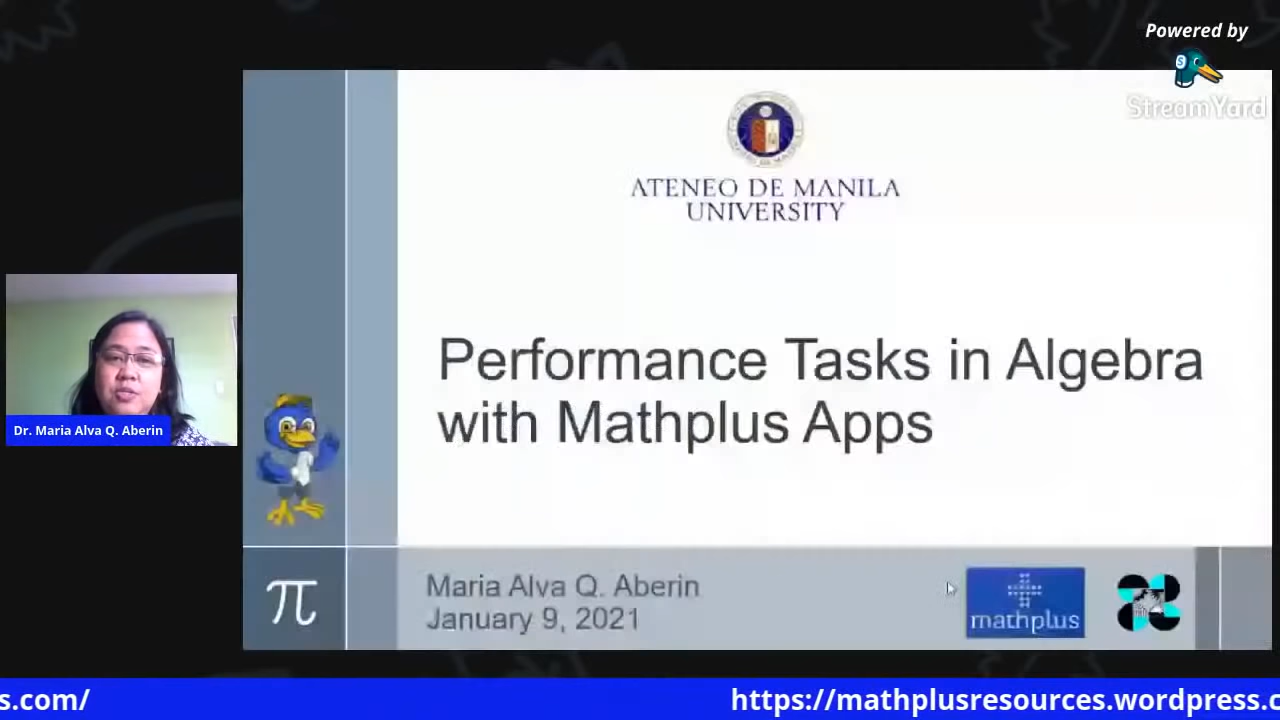 Powered by
StreamYard
ATENEO DE MANILA
UNIVERSITY
Performance Tasks in Algebra
with Mathplus Apps
Dr. Maria Alva Q. Aberin
π
Maria Alva Q. Aberin
January 9, 2021
mathplus
s.com/
https://mathplusresources.wordpress.c